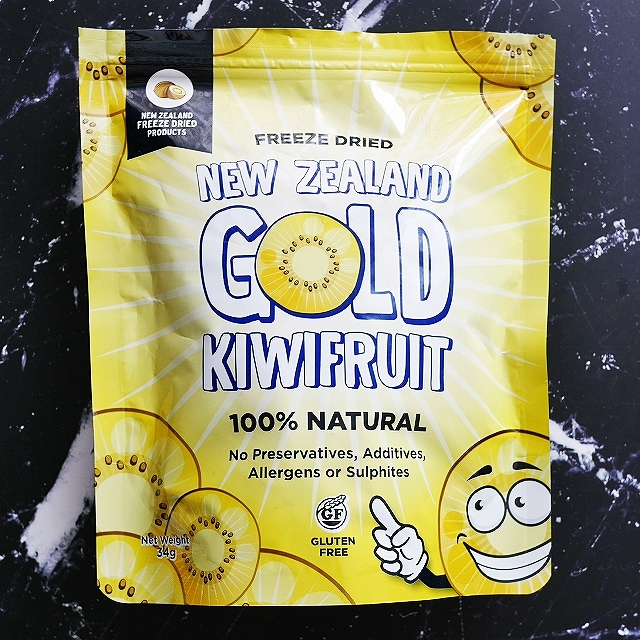 NEW ZEALAND
FREEZE DRIED
PRODUCTS
FREEZE DRIED
NEW ZEALAND
GOLD
KIWIFRUIT
100% NATURAL
No Preservatives, Additives,
Allergens or Sulphites
GF
GLUTEN
FREE
Net Weight
34g